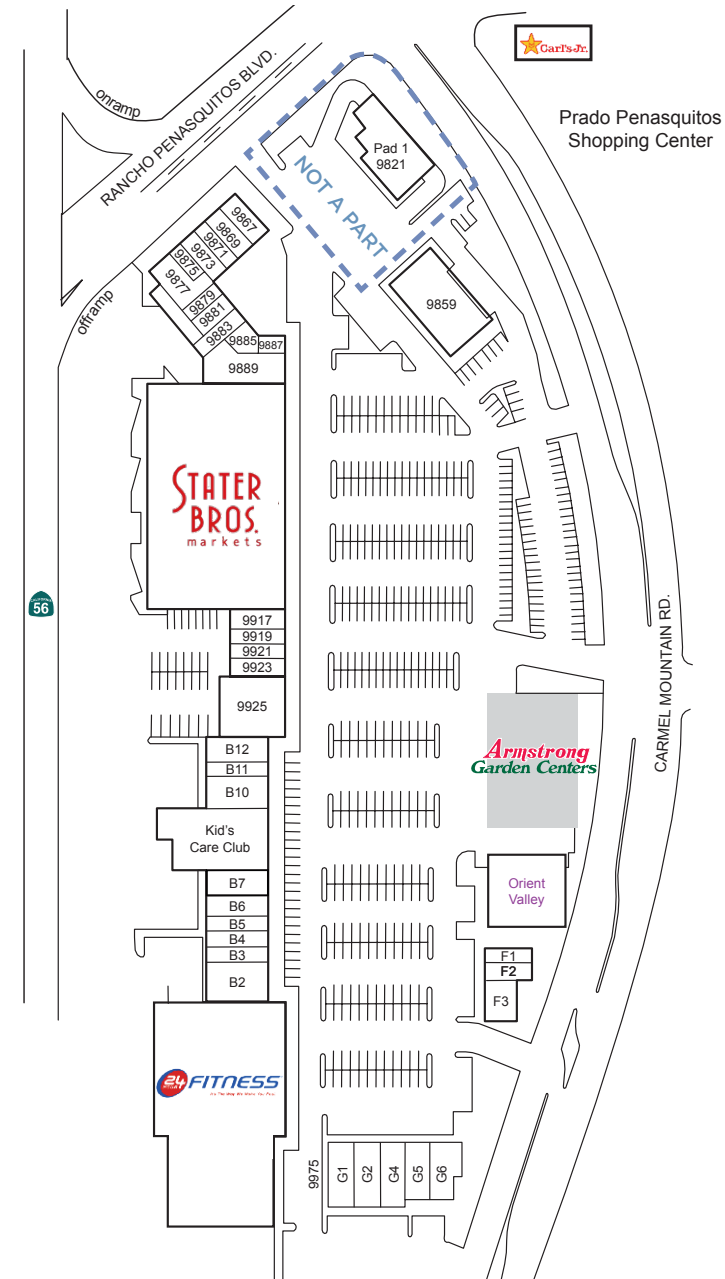 Carl's Jr.
Prado Penasquitos
Shopping Center
onramp
RANCHO PENASQUITOS BLVD.
Pad 1
9821
NOT A PART
9867
9869
9871
9873
9875
9877
9879
9881
9883
9885
9887
9889
9859
offramp
STATER
BROS.
markets
CALIFORNIA
56
9917
9919
9921
9923
9925
CARMEL MOUNTAIN RD.
B12
B11
B10
Armstrong
Garden Centers
Kid's
Care Club
B7
B6
B5
B4
B3
B2
Orient
Valley
F1
F2
F3
24
FITNESS
9975
G1
G2
G4
G5
G6